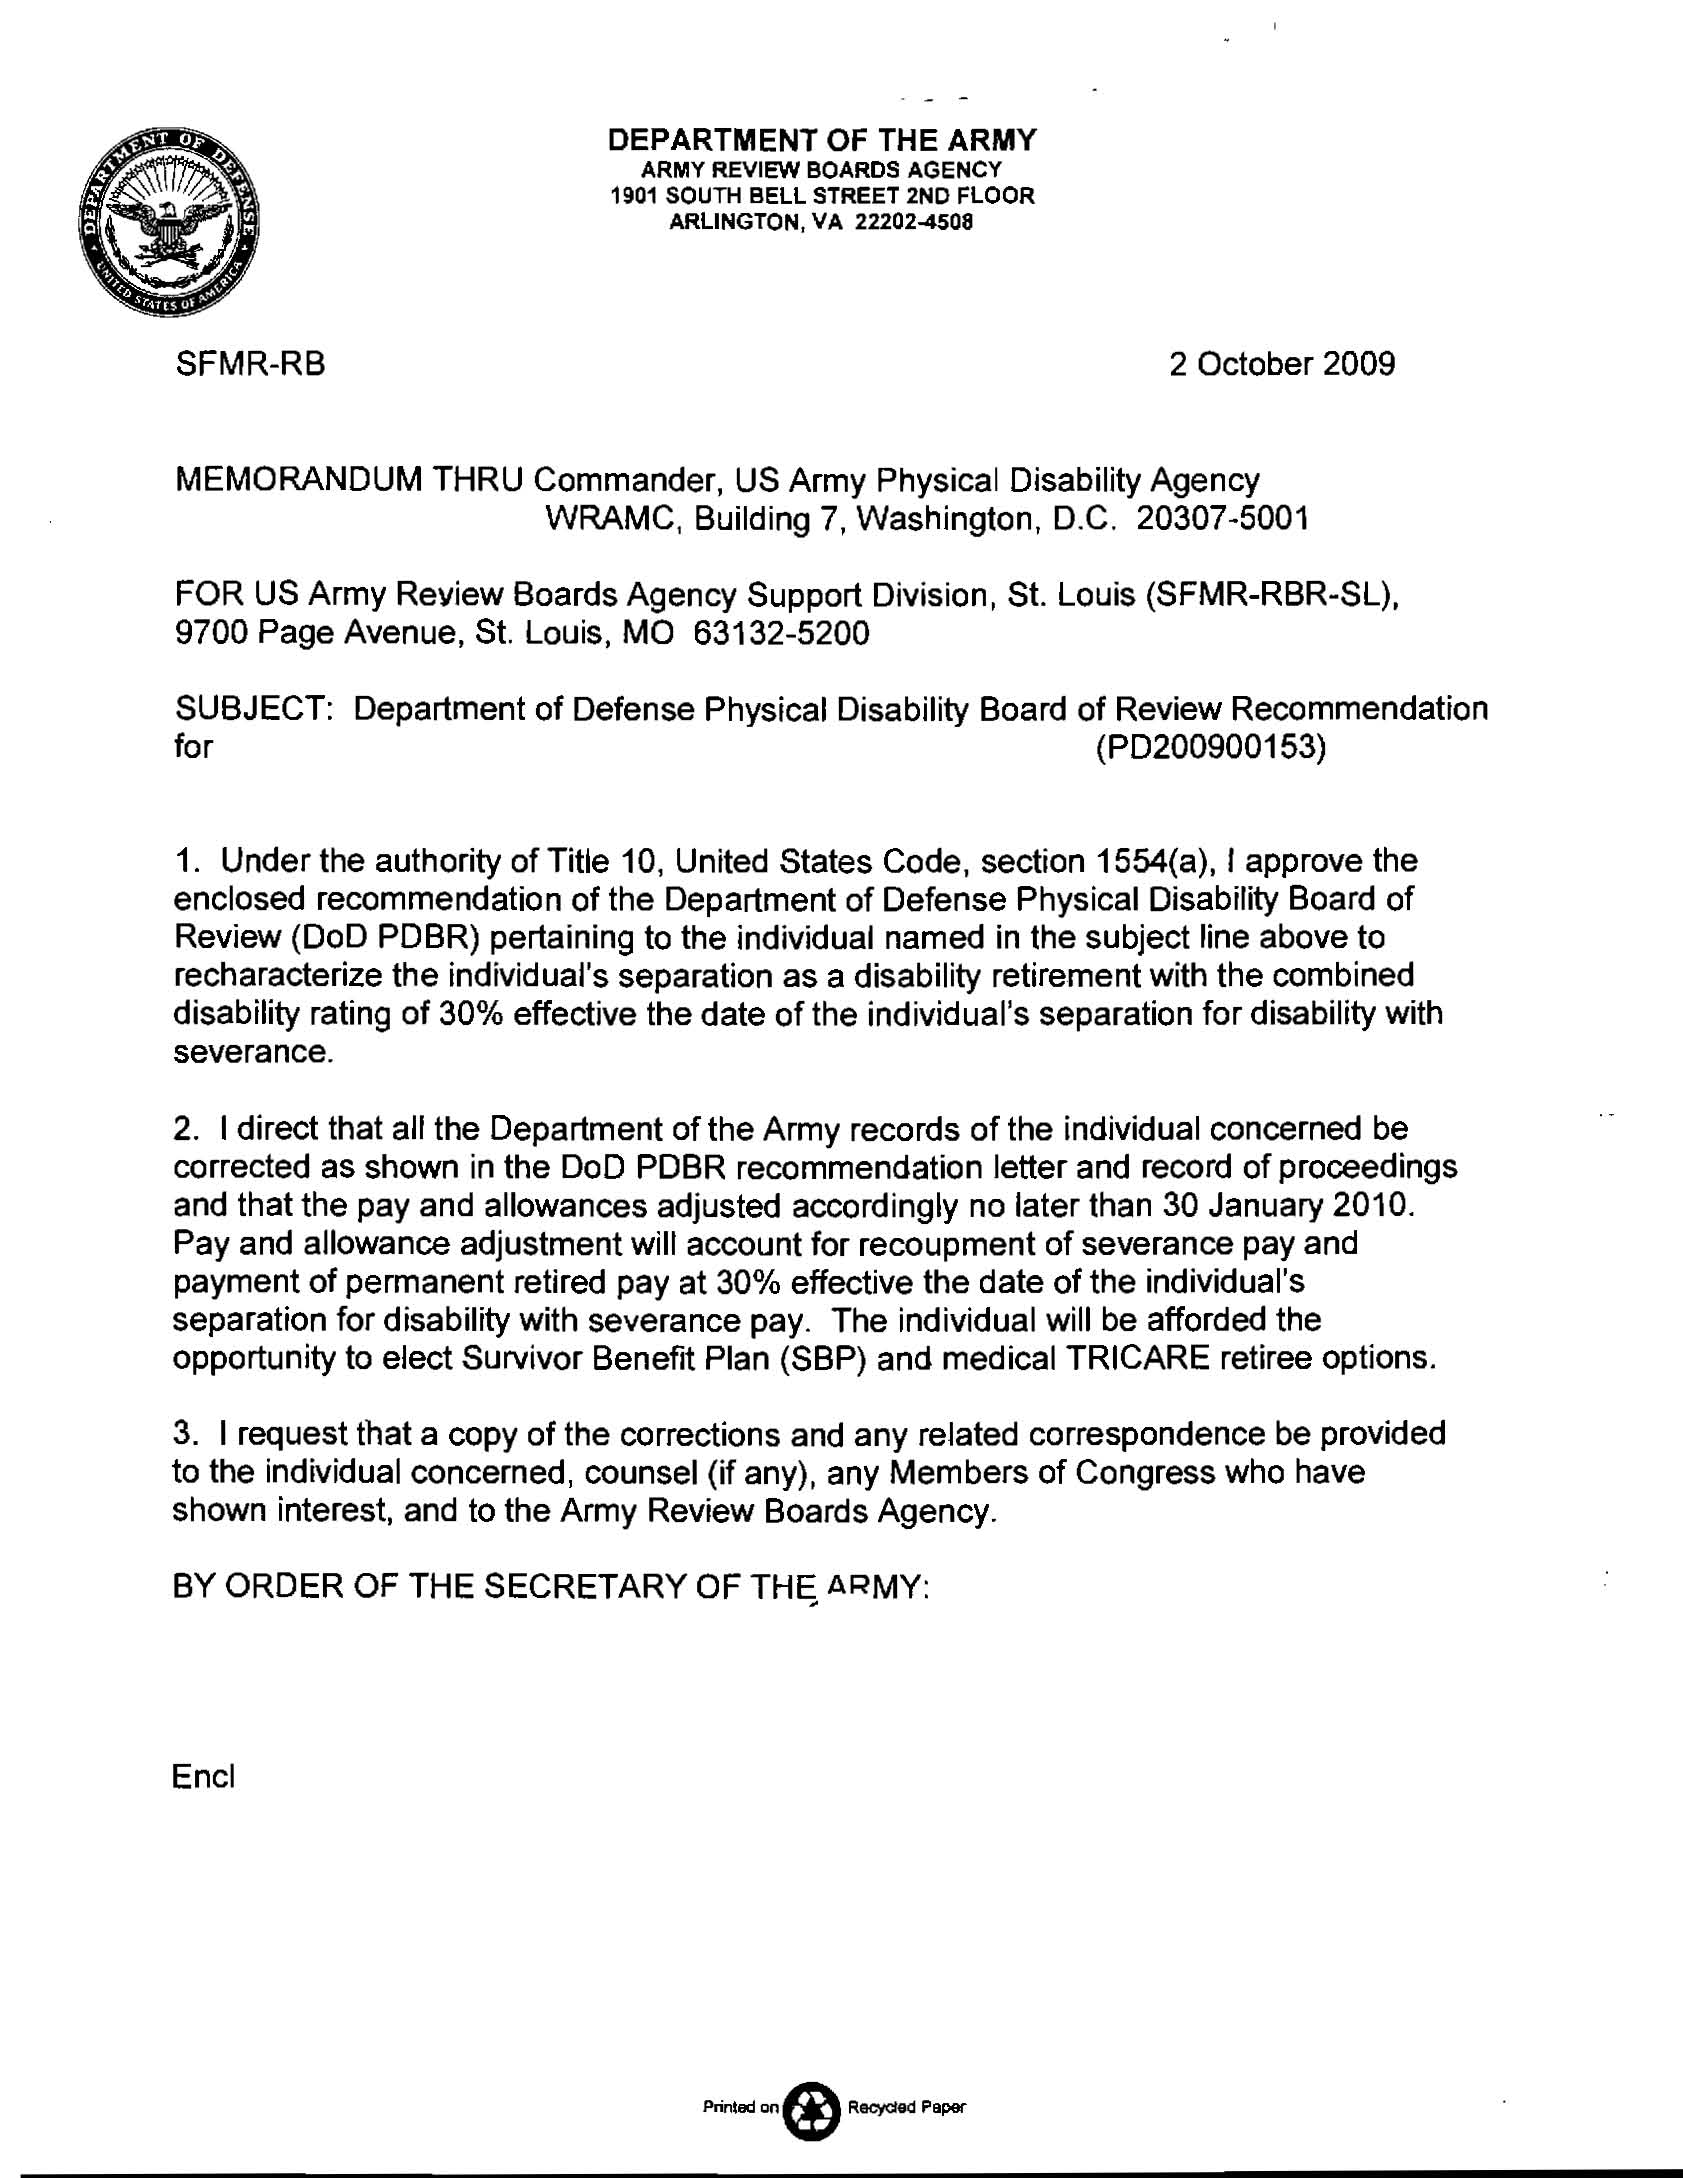 DEPARTMENT OF DEFENSE
UNITED STATES OF AMERICA
DEPARTMENT OF THE ARMY
ARMY REVIEW BOARDS AGENCY
1901 SOUTH BELL STREET 2ND FLOOR
ARLINGTON, VA 22202-4508
SFMR-RB 2 October 2009
MEMORANDUM THRU Commander, US Army Physical Disability Agency
WRAMC, Building 7, Washington, D.C. 20307-5001
FOR US Army Review Boards Agency Support Division, St. Louis (SFMR-RBR-SL),
9700 Page Avenue, St. Louis, MO 63132-5200
SUBJECT: Department of Defense Physical Disability Board of Review Recommendation
for (PD200900153)
1. Under the authority of Title 10, United States Code, section 1554(a), I approve the
enclosed recommendation of the Department of Defense Physical Disability Board of
Review (DoD PDBR) pertaining to the individual named in the subject line above to
recharacterize the individual's separation as a disability retirement with the combined
disability rating of 30% effective the date of the individual's separation for disability with
severance.
2. I direct that all the Department of the Army records of the individual concerned be
corrected as shown in the DoD PDBR recommendation letter and record of proceedings
and that the pay and allowances adjusted accordingly no later than 30 January 2010.
Pay and allowance adjustment will account for recoupment of severance pay and
payment of permanent retired pay at 30% effective the date of the individual's
separation for disability with severance pay. The individual will be afforded the
opportunity to elect Survivor Benefit Plan (SBP) and medical TRICARE retiree options.
3. I request that a copy of the corrections and any related correspondence be provided
to the individual concerned, counsel (if any), any Members of Congress who have
shown interest, and to the Army Review Boards Agency.
BY ORDER OF THE SECRETARY OF THE ARMY:
Encl
Printed on Recycled Paper